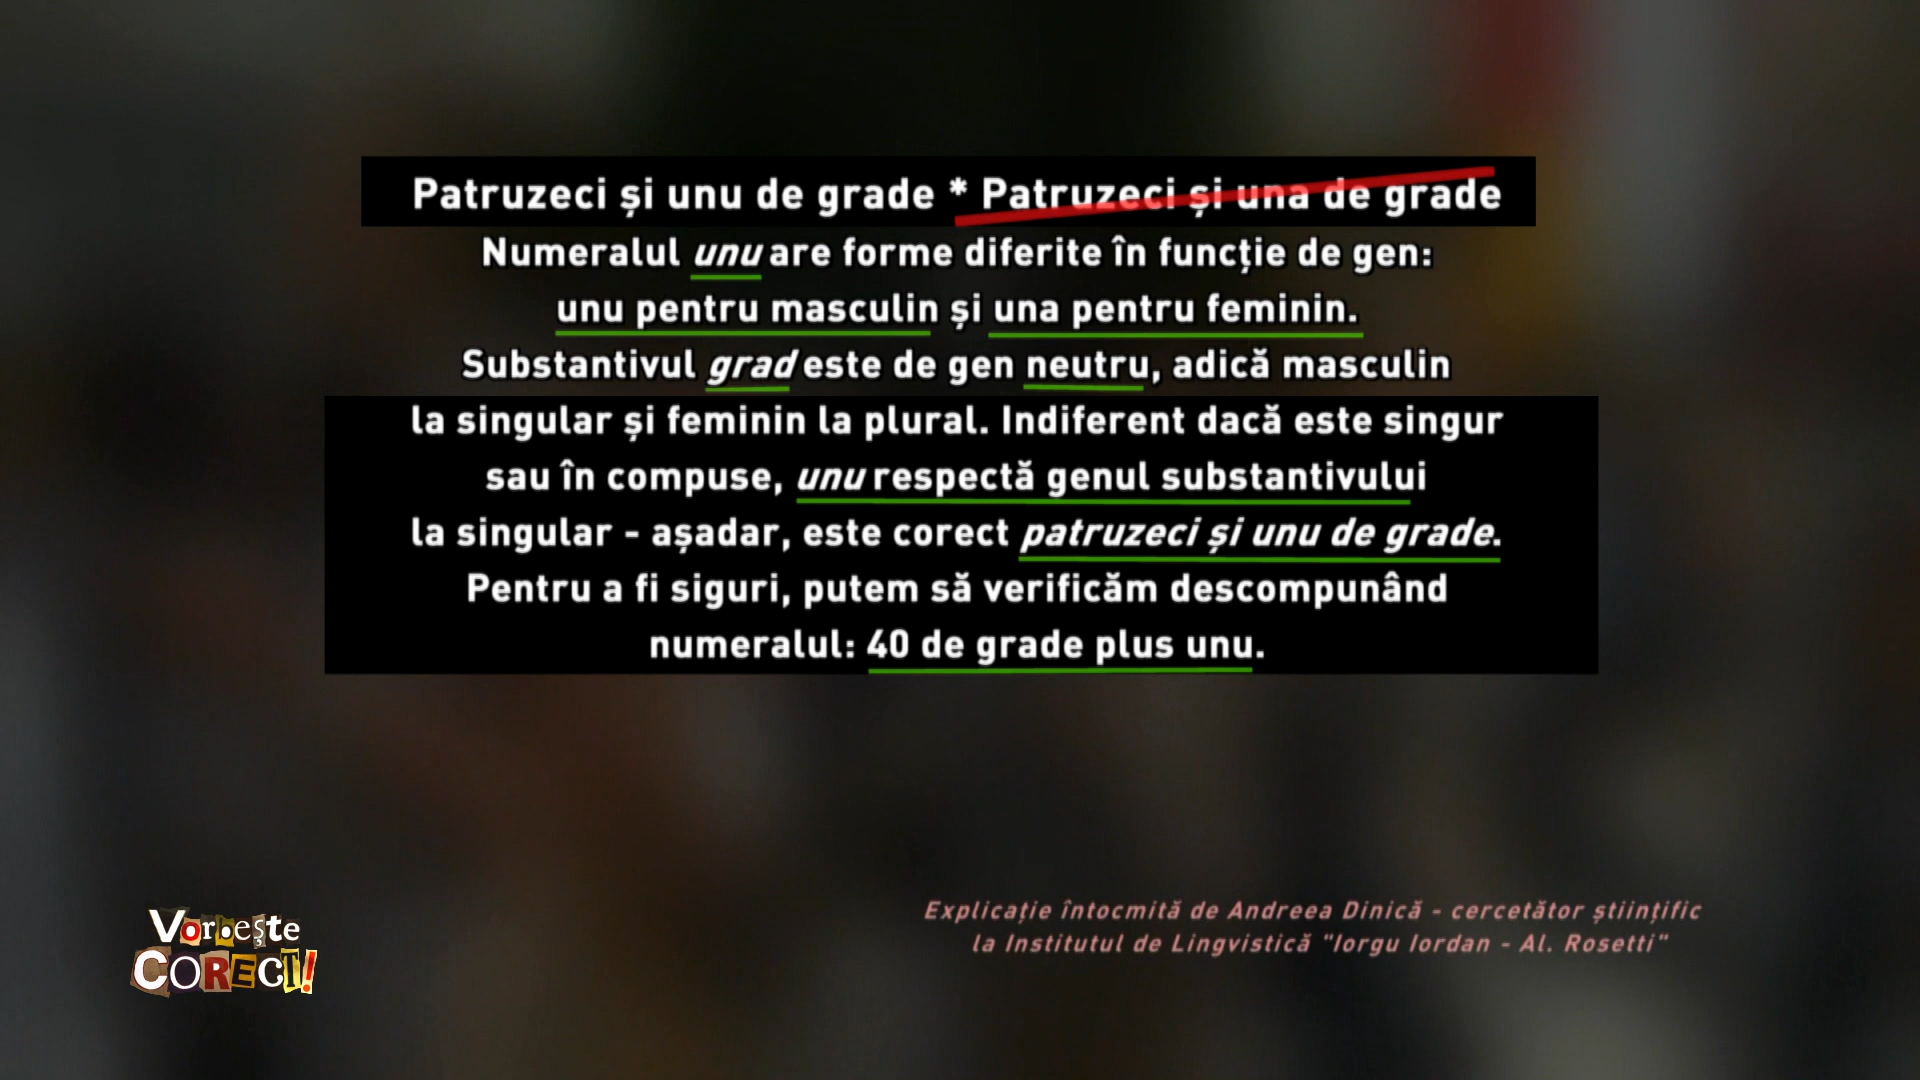 Patruzeci și unu de grade * Patruzeci și una de grade
Numeralul unu are forme diferite în funcție de gen:
unu pentru masculin și una pentru feminin.
Substantivul grad este de gen neutru, adică masculin
la singular și feminin la plural. Indiferent dacă este singur
sau în compuse, unu respectă genul substantivului
la singular - așadar, este corect patruzeci și unu de grade.
Pentru a fi siguri, putem să verificăm descompunând
numeralul: 40 de grade plus unu.
Explicație întocmită de Andreea Dinică - cercetător științific
la Institutul de Lingvistică "Iorgu Iordan - Al. Rosetti"
Vorbește
CORECT!